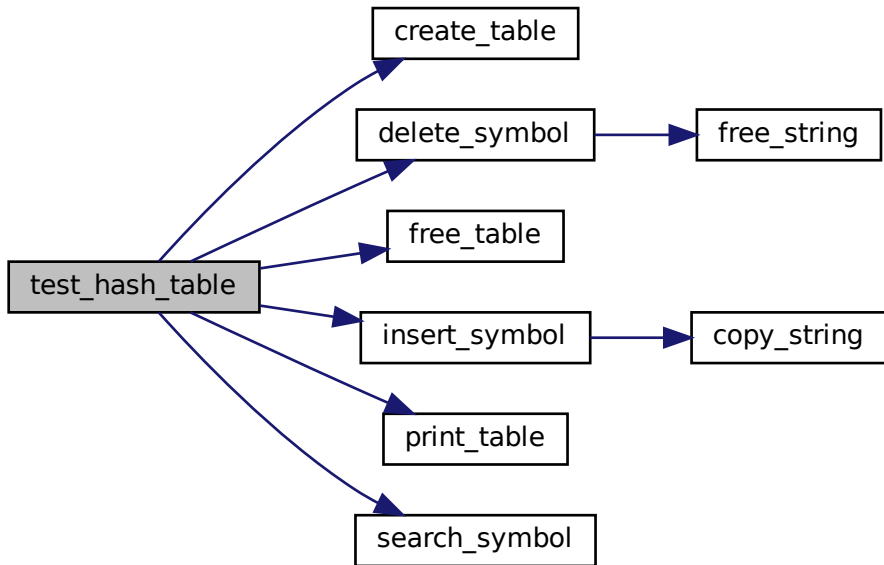 create_table
delete_symbol
free_string
free_table
test_hash_table
insert_symbol
copy_string
print_table
search_symbol